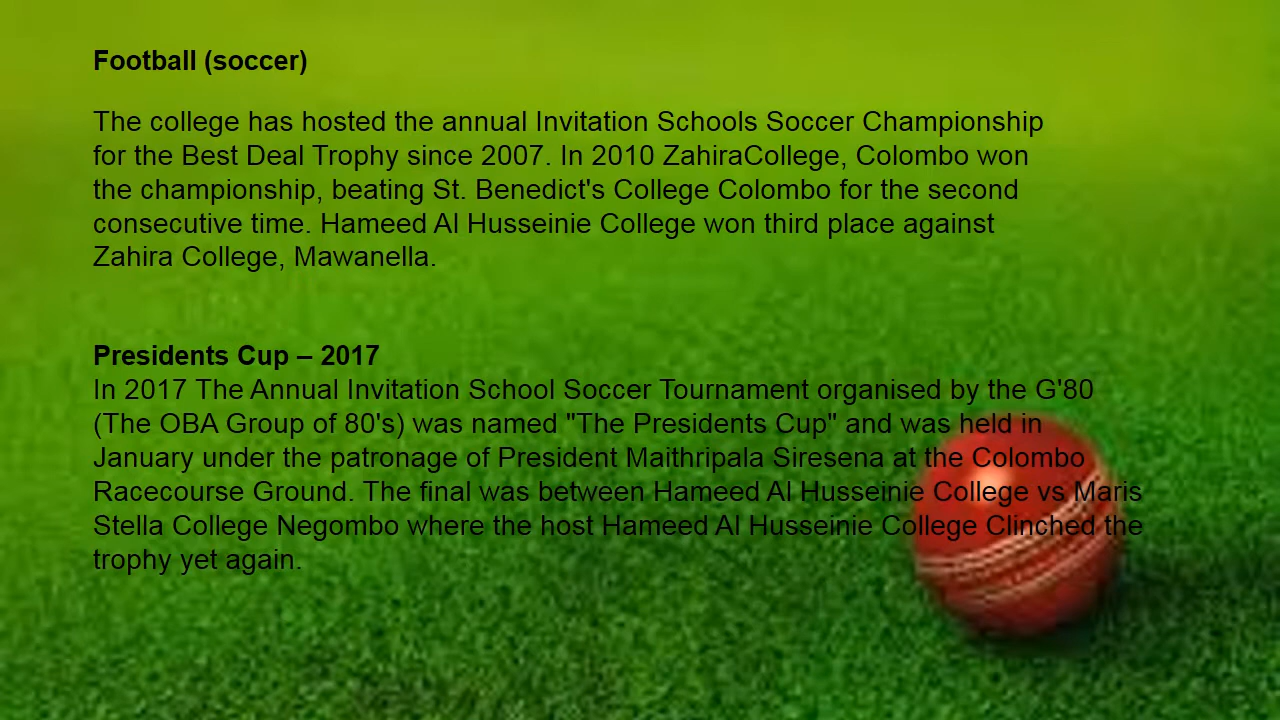 Football (soccer)
The college has hosted the annual Invitation Schools Soccer Championship
for the Best Deal Trophy since 2007. In 2010 ZahiraCollege, Colombo won
the championship, beating St. Benedict's College Colombo for the second
consecutive time. Hameed Al Husseinie College won third place against
Zahira College, Mawanella.
Presidents Cup – 2017
In 2017 The Annual Invitation School Soccer Tournament organised by the G'80
(The OBA Group of 80's) was named "The Presidents Cup" and was held in
January under the patronage of President Maithripala Siresena at the Colombo
Racecourse Ground. The final was between Hameed Al Husseinie College vs Maris
Stella College Negombo where the host Hameed Al Husseinie College Clinched the
trophy yet again.